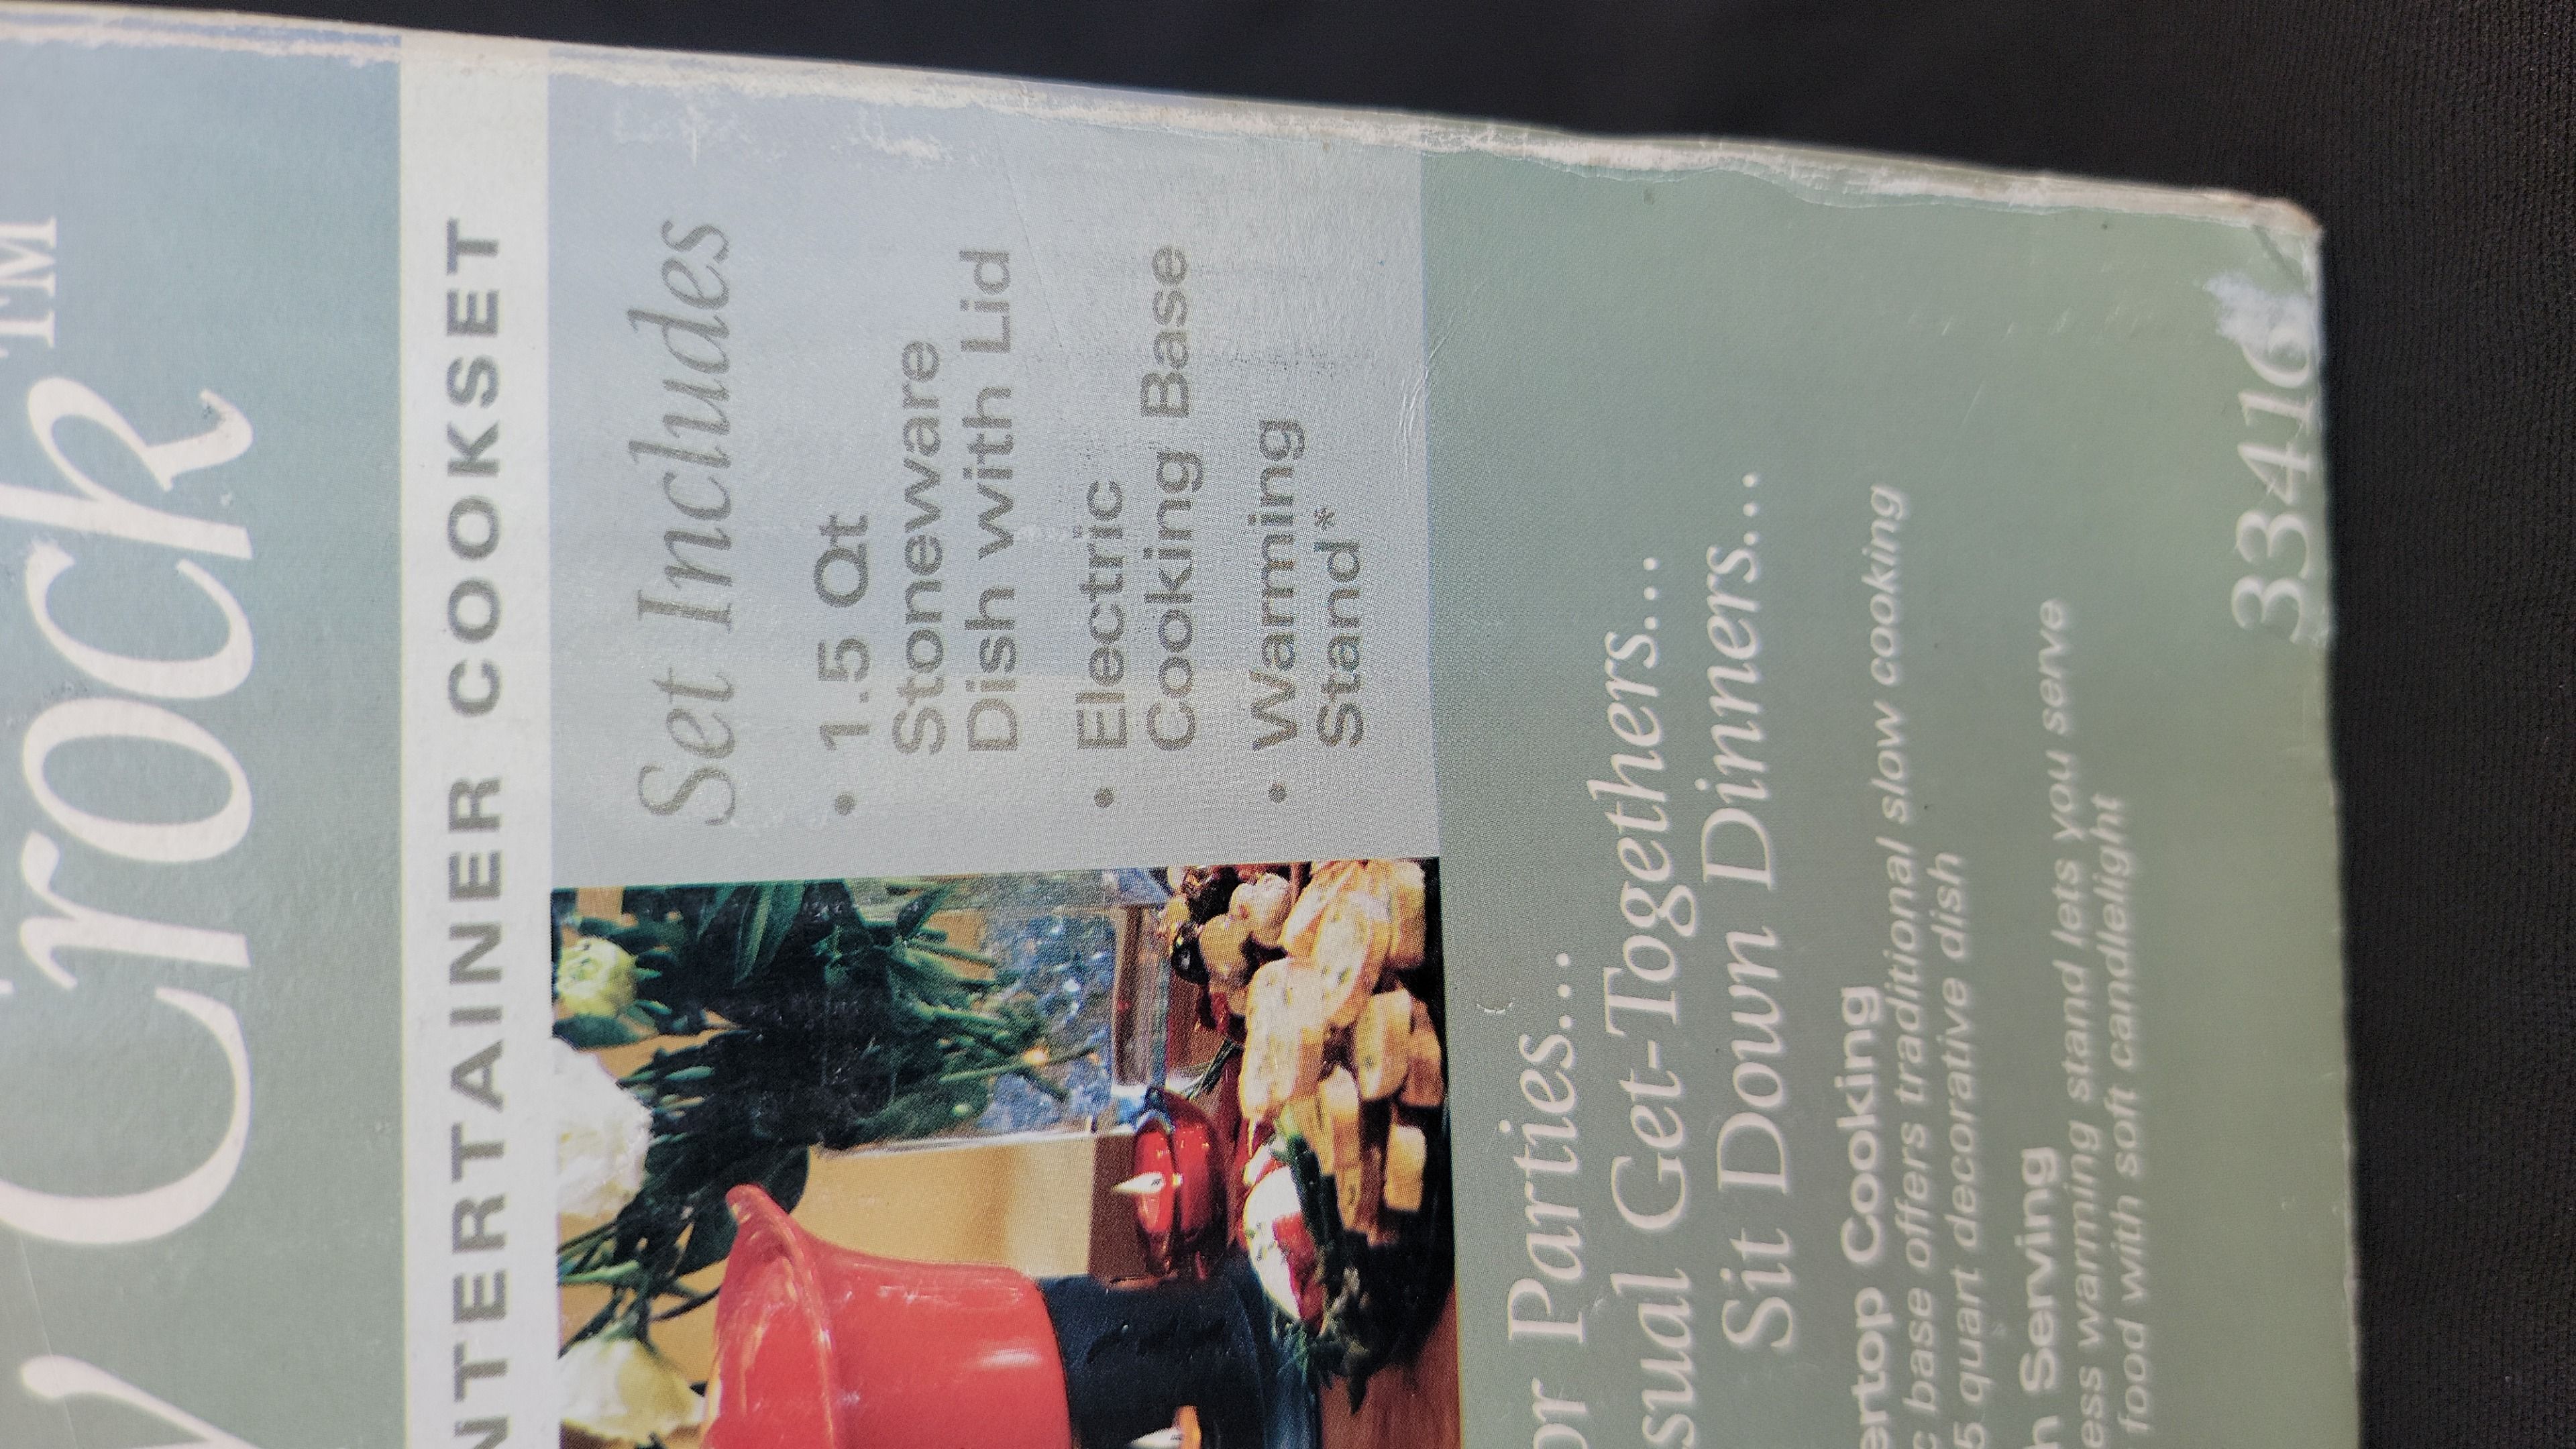 Crock™
NTERTAINER COOKSET
Set Includes
• 1.5 Qt
Stoneware
Dish with Lid
• Electric
Cooking Base
• Warming
Stand*
Parties...
Get-Togethers...
Sit Down Dinners...
Cooking
base offers traditional slow cooking
quart decorative dish
Serving
warming stand lets you serve
food with soft candlelight
33416